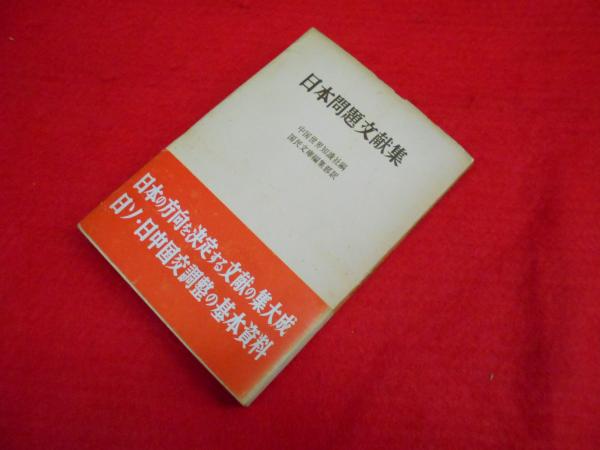 日本問題文献集
中国世界知識社編
国民文庫編集部訳
日本の方向を決定する文献の集大成
日ソ・日中国交調整の基本資料